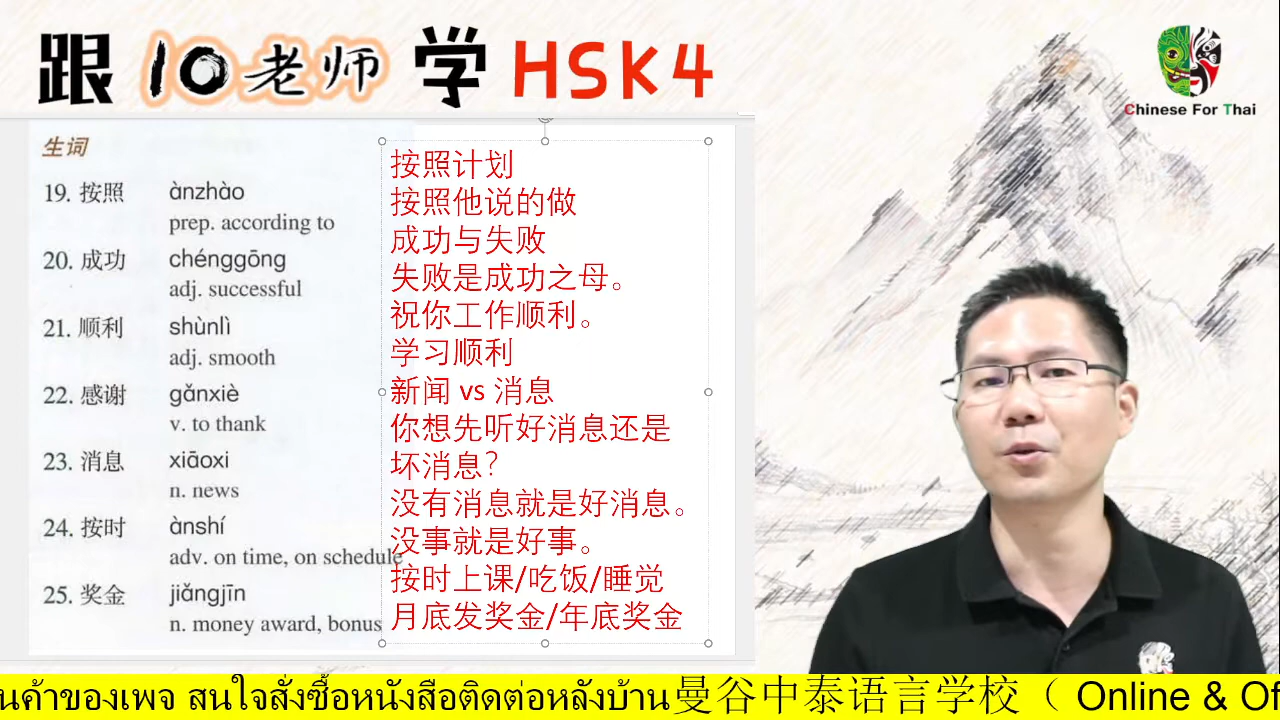 跟10老师学HSK4
Chinese For Thai
生词
19. 按照 ànzhào
prep. according to
20. 成功 chénggōng
adj. successful
21. 顺利 shùnlì
adj. smooth
22. 感谢 gǎnxiè
v. to thank
23. 消息 xiāoxi
n. news
24. 按时 ànshí
adv. on time, on schedule
25. 奖金 jiǎngjīn
n. money award, bonus
按照计划
按照他说的做
成功与失败
失败是成功之母。
祝你工作顺利。
学习顺利
新闻 vs 消息
你想先听好消息还是
坏消息？
没有消息就是好消息。
没事就是好事。
按时上课/吃饭/睡觉
月底发奖金/年底奖金
นค้าของเพจ สนใจสั่งซื้อหนังสือติดต่อหลังบ้าน曼谷中泰语言学校（ Online & Of